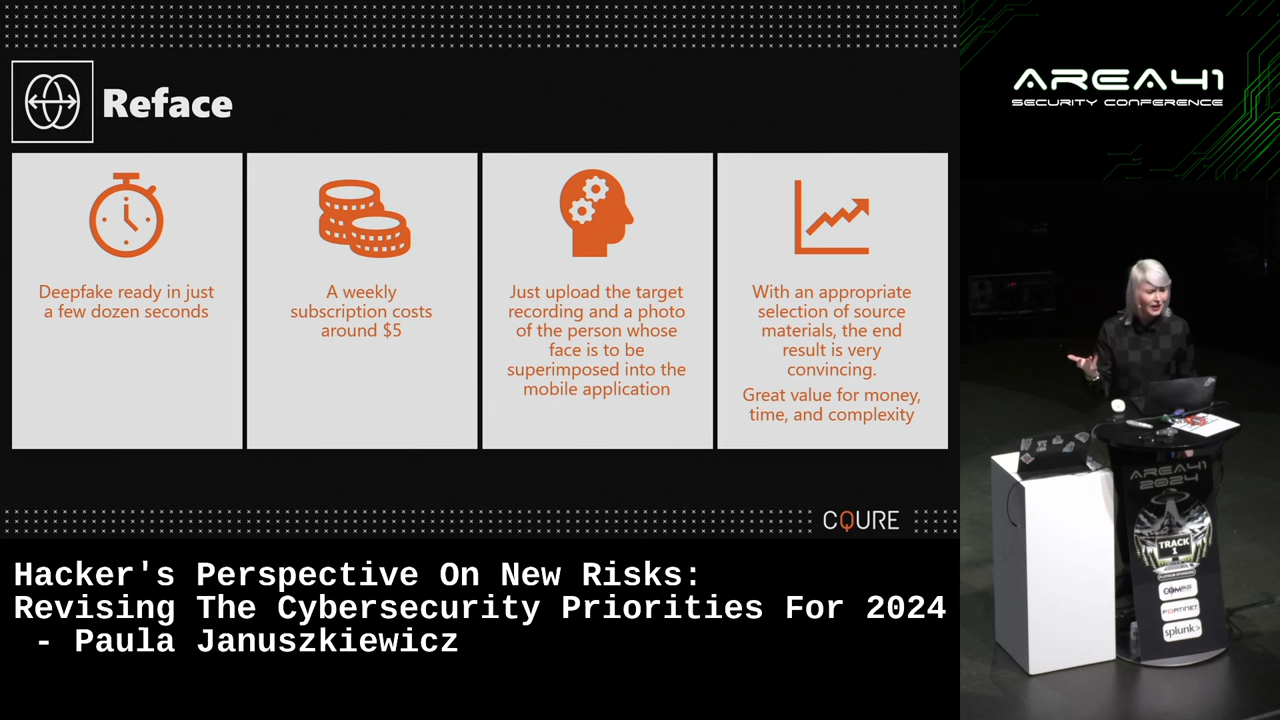 Reface
Deepfake ready in just
a few dozen seconds
A weekly
subscription costs
around $5
Just upload the target
recording and a photo
of the person whose
face is to be
superimposed into the
mobile application
With an appropriate
selection of source
materials, the end
result is very
convincing.
Great value for money,
time, and complexity
CQURE
Hacker's Perspective On New Risks:
Revising The Cybersecurity Priorities For 2024
- Paula Januszkiewicz
AREA41
SECURITY CONFERENCE
AREA41
2024
TRACK
1
COMPASS
FORTINET
splunk>